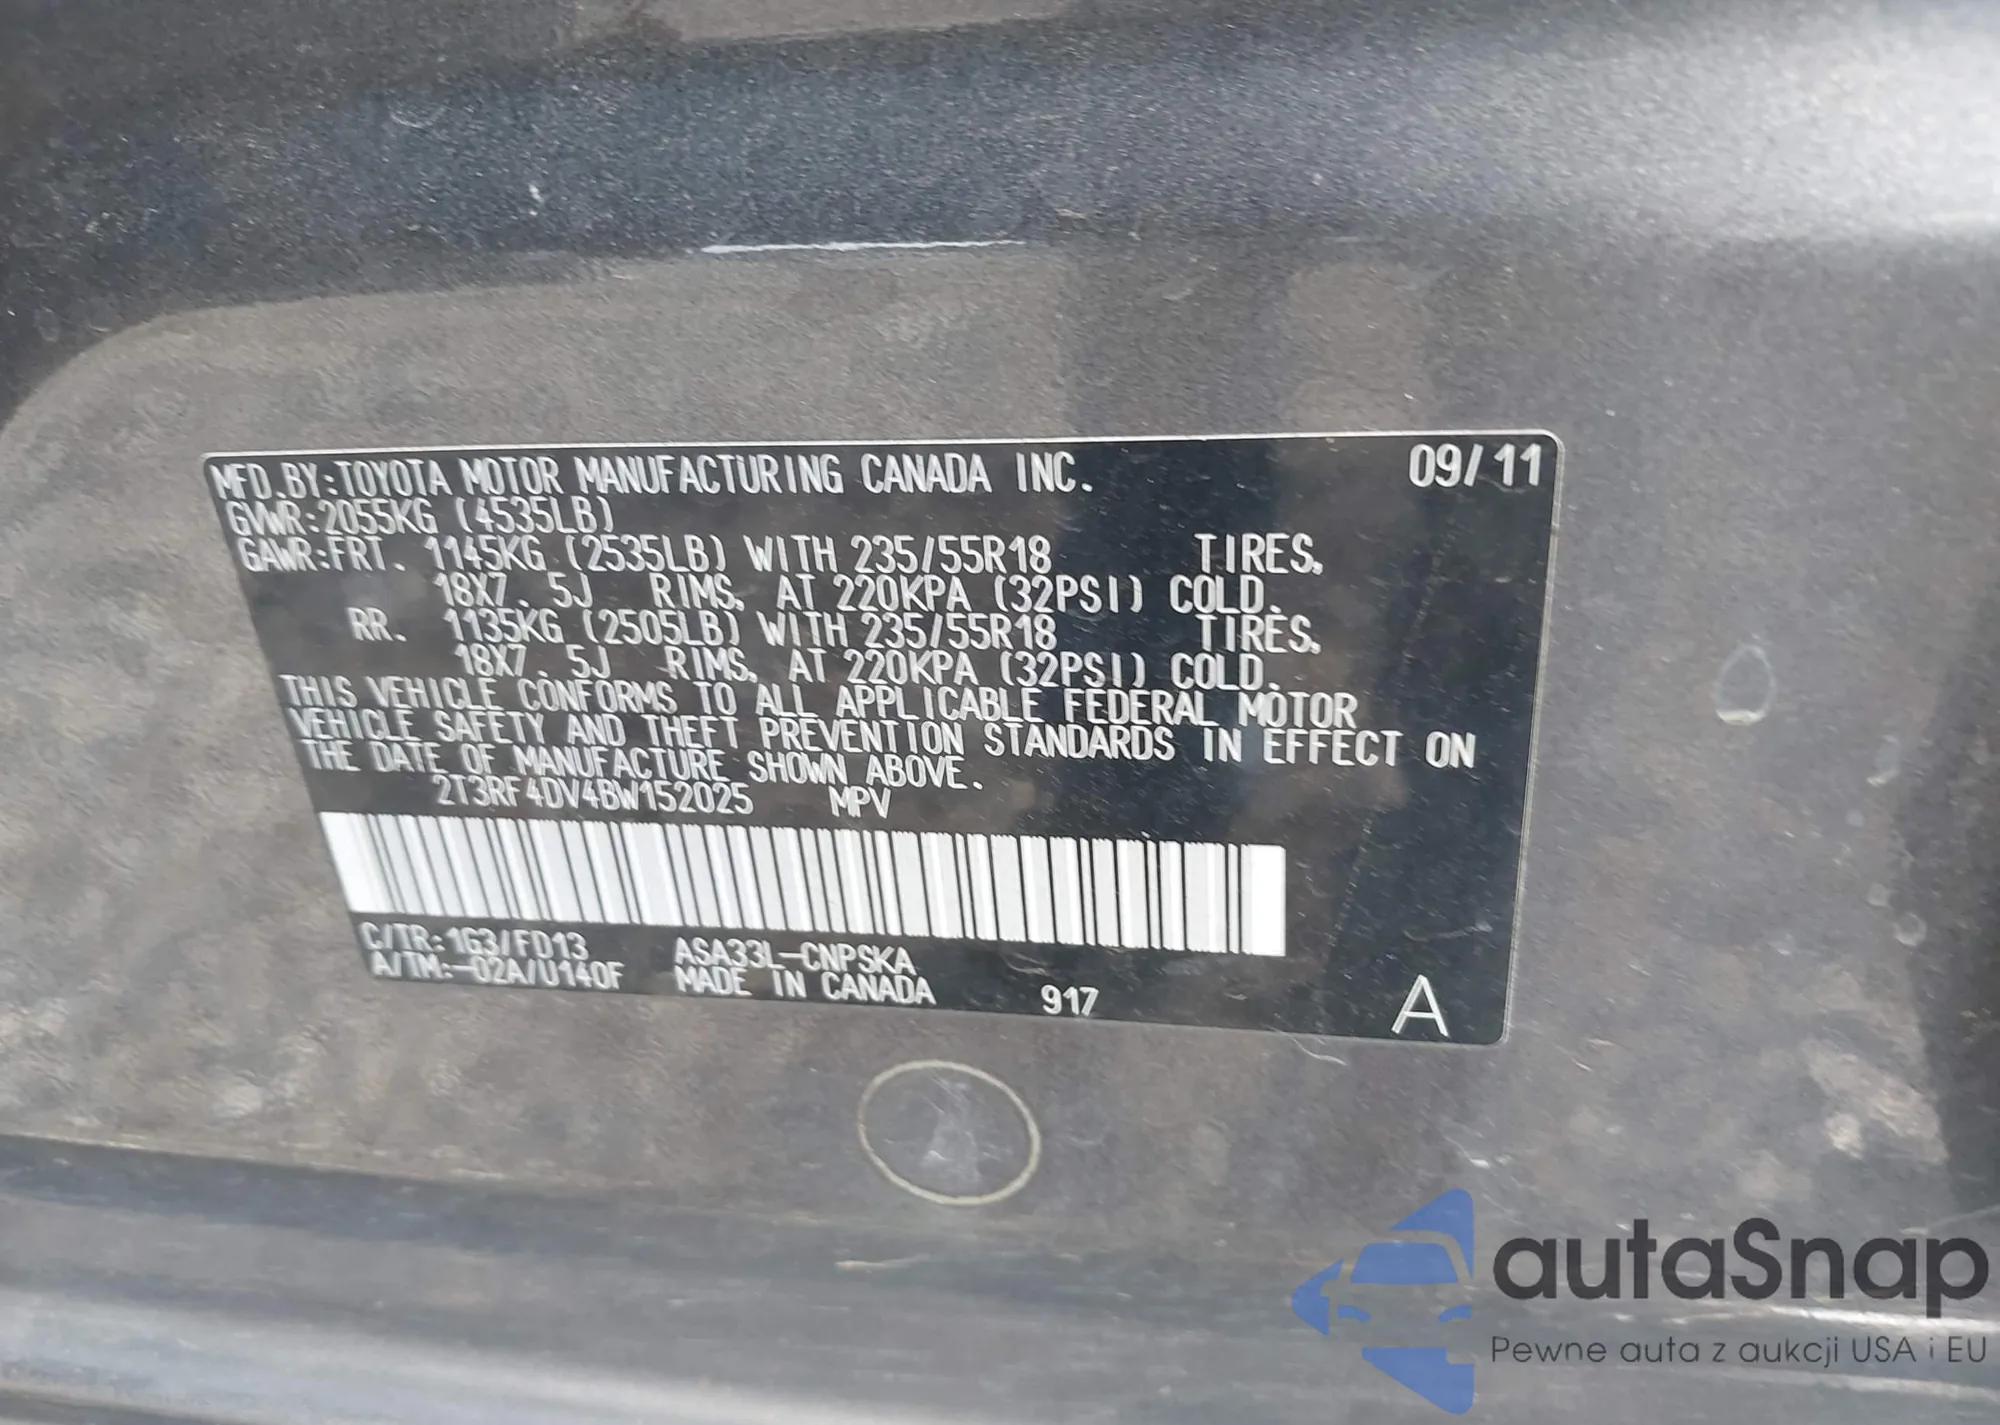 MFD.BY:TOYOTA MOTOR MANUFACTURING CANADA INC. 09/11
GVWR:2055KG (4535LB)
GAWR:FRT. 1145KG (2535LB) WITH 235/55R18 TIRES,
18X7.5J RIMS, AT 220KPA (32PSI) COLD.
RR. 1135KG (2505LB) WITH 235/55R18 TIRES,
18X7.5J RIMS, AT 220KPA (32PSI) COLD.
THIS VEHICLE CONFORMS TO ALL APPLICABLE FEDERAL MOTOR
VEHICLE SAFETY AND THEFT PREVENTION STANDARDS IN EFFECT ON
THE DATE OF MANUFACTURE SHOWN ABOVE.
2T3RF4DV4BW152025 MPV
C/TR:1G3/FD13 ASA33L-CNPSKA
A/TM:-02A/U140F MADE IN CANADA 917 A
autaSnap
Pewne auta z aukcji USA i EU